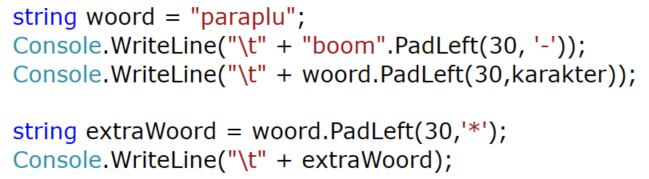 string woord = "paraplu";
Console.WriteLine("\t" + "boom".PadLeft(30, '-'));
Console.WriteLine("\t" + woord.PadLeft(30,karakter));
string extraWoord = woord.PadLeft(30,'*');
Console.WriteLine("\t" + extraWoord);